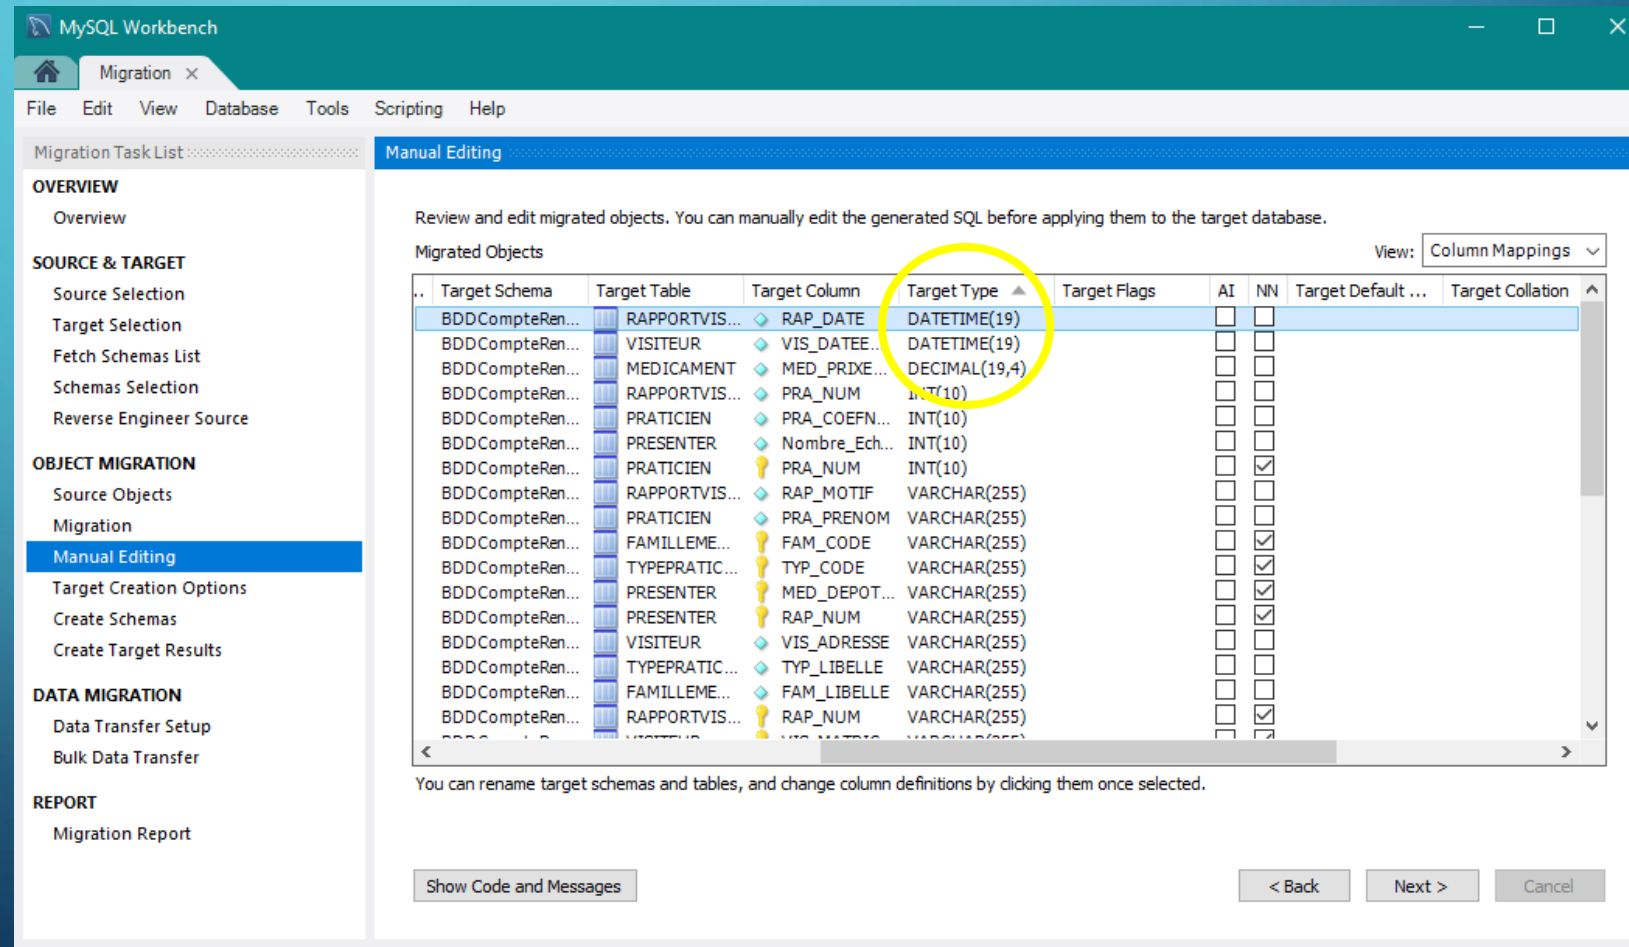 MySQL Workbench
Migration ×
File Edit View Database Tools Scripting Help
Migration Task List
OVERVIEW
Overview
SOURCE & TARGET
Source Selection
Target Selection
Fetch Schemas List
Schemas Selection
Reverse Engineer Source
OBJECT MIGRATION
Source Objects
Migration
Manual Editing
Target Creation Options
Create Schemas
Create Target Results
DATA MIGRATION
Data Transfer Setup
Bulk Data Transfer
REPORT
Migration Report
Manual Editing
Review and edit migrated objects. You can manually edit the generated SQL before applying them to the target database.
Migrated Objects View: Column Mappings
.. Target Schema Target Table Target Column Target Type Target Flags AI NN Target Default ... Target Collation
BDDCompteRen... RAPPORTVIS... RAP_DATE DATETIME(19)
BDDCompteRen... VISITEUR VIS_DATEE... DATETIME(19)
BDDCompteRen... MEDICAMENT MED_PRIXE... DECIMAL(19,4)
BDDCompteRen... RAPPORTVIS... PRA_NUM INT(10)
BDDCompteRen... PRATICIEN PRA_COEFN... INT(10)
BDDCompteRen... PRESENTER Nombre_Ech... INT(10)
BDDCompteRen... PRATICIEN PRA_NUM INT(10)
BDDCompteRen... RAPPORTVIS... RAP_MOTIF VARCHAR(255)
BDDCompteRen... PRATICIEN PRA_PRENOM VARCHAR(255)
BDDCompteRen... FAMILLEME... FAM_CODE VARCHAR(255)
BDDCompteRen... TYPEPRATIC... TYP_CODE VARCHAR(255)
BDDCompteRen... PRESENTER MED_DEPOT... VARCHAR(255)
BDDCompteRen... PRESENTER RAP_NUM VARCHAR(255)
BDDCompteRen... VISITEUR VIS_ADRESSE VARCHAR(255)
BDDCompteRen... TYPEPRATIC... TYP_LIBELLE VARCHAR(255)
BDDCompteRen... FAMILLEME... FAM_LIBELLE VARCHAR(255)
BDDCompteRen... RAPPORTVIS... RAP_NUM VARCHAR(255)
You can rename target schemas and tables, and change column definitions by clicking them once selected.
Show Code and Messages < Back Next > Cancel